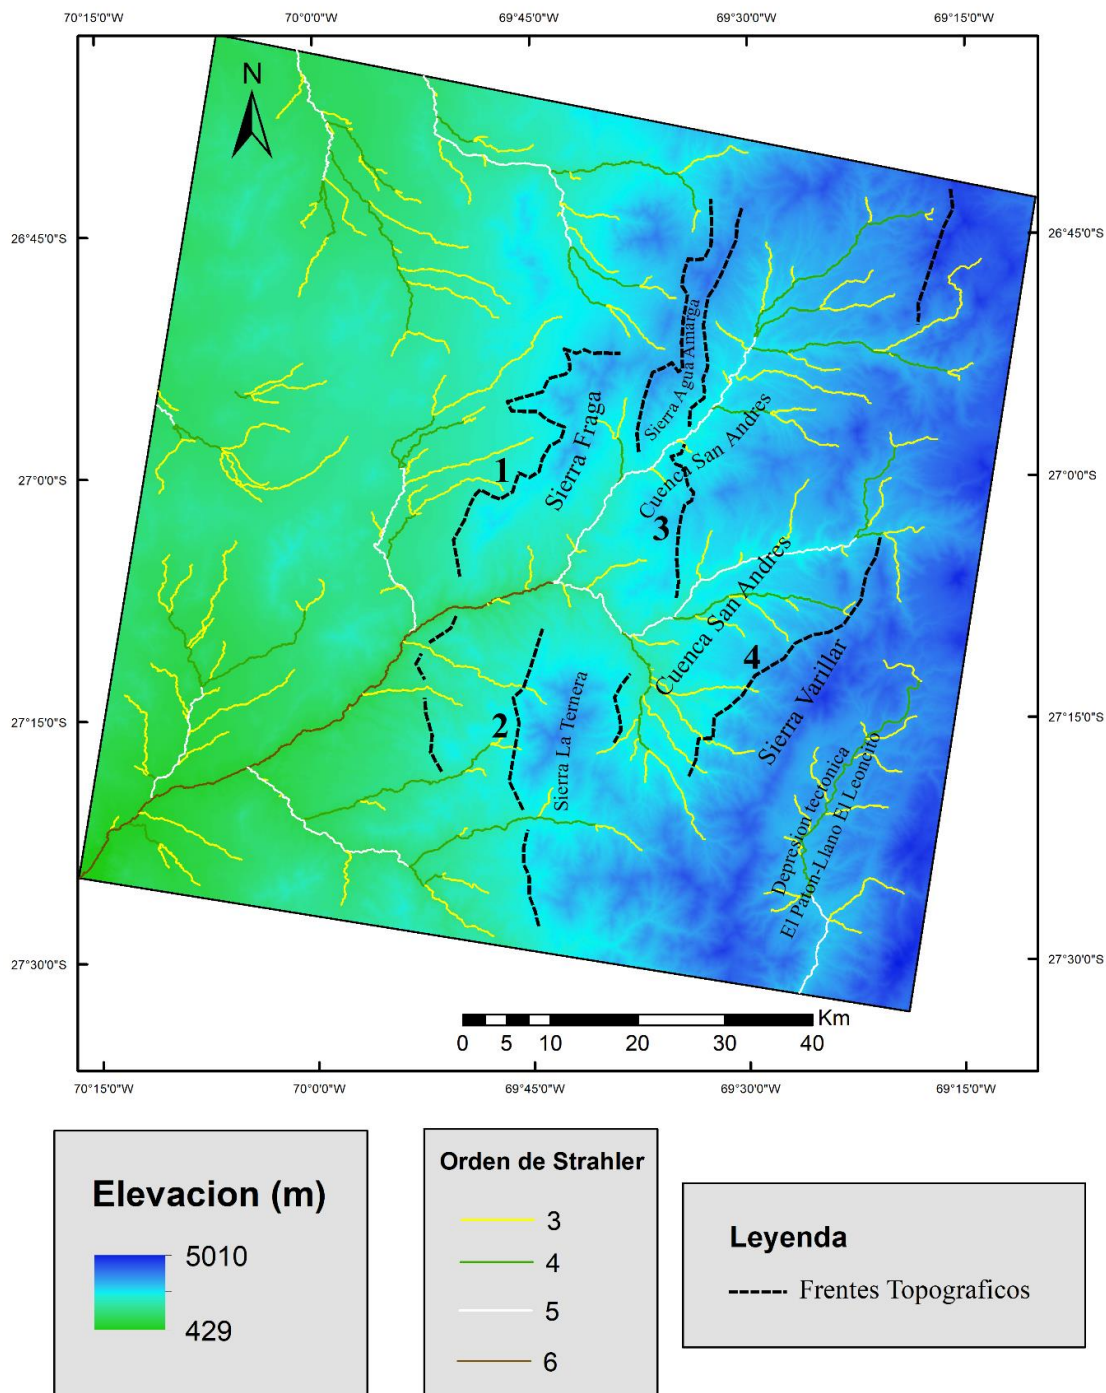 70°15'0"W 70°0'0"W 69°45'0"W 69°30'0"W 69°15'0"W
N
26°45'0"S 26°45'0"S
Sierra Agua Amarga
Sierra Fraga
Cuenca San Andres
1
27°0'0"S 27°0'0"S
3
Cuenca San Andres
4
Sierra Varillar
2
Sierra La Ternera
27°15'0"S 27°15'0"S
Depresion tectonica
El Paton-Llano El Leoncito
27°30'0"S 27°30'0"S
Km
0 5 10 20 30 40
70°15'0"W 70°0'0"W 69°45'0"W 69°30'0"W 69°15'0"W
Elevacion (m)
5010
429
Orden de Strahler
3
4
5
6
Leyenda
Frentes Topograficos